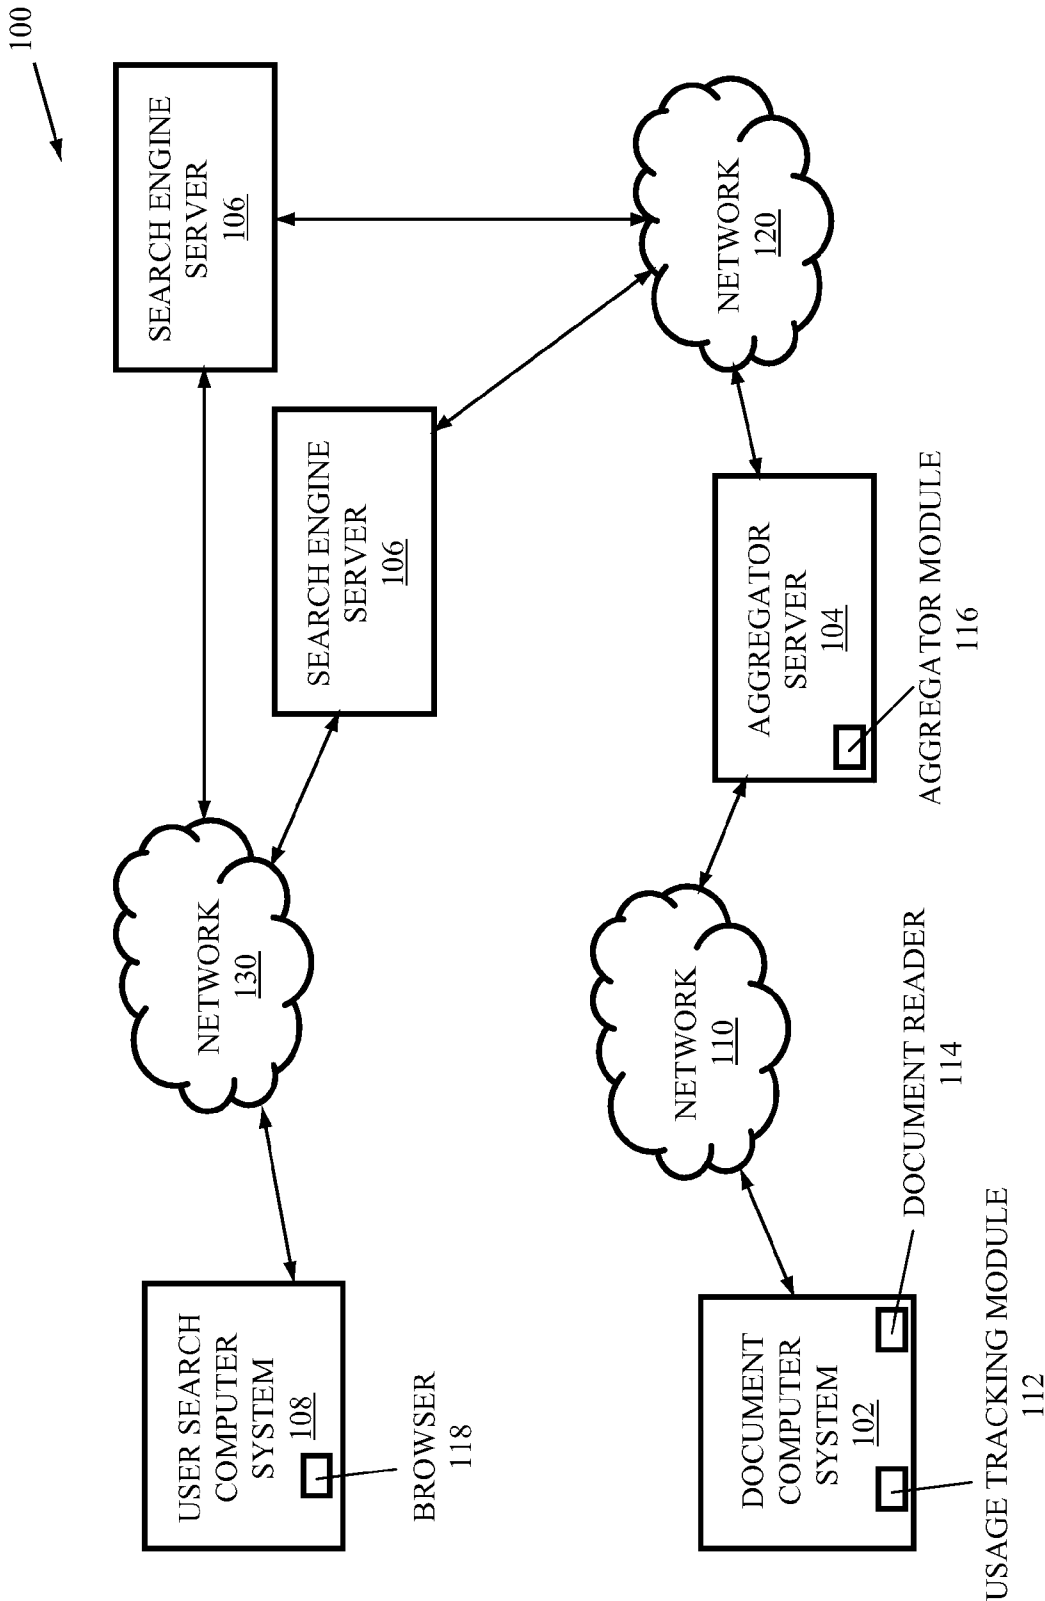 100
USER SEARCH
COMPUTER
SYSTEM
108
BROWSER
118
NETWORK
130
SEARCH ENGINE
SERVER
106
SEARCH ENGINE
SERVER
106
DOCUMENT
COMPUTER
SYSTEM
102
USAGE TRACKING MODULE
112
DOCUMENT READER
114
NETWORK
110
AGGREGATOR
SERVER
104
AGGREGATOR MODULE
116
NETWORK
120